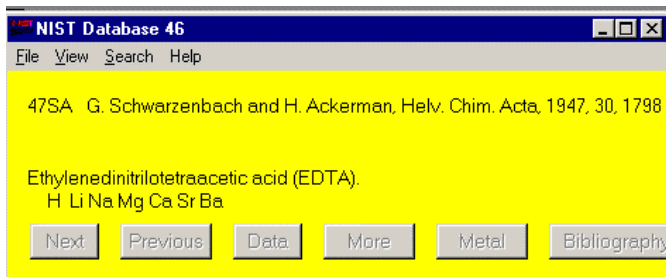 NIST Database 46
File View Search Help
47SA G. Schwarzenbach and H. Ackerman, Helv. Chim. Acta, 1947, 30, 1798
Ethylenedinitrilotetraacetic acid (EDTA).
H Li Na Mg Ca Sr Ba
Next Previous Data More Metal Bibliography